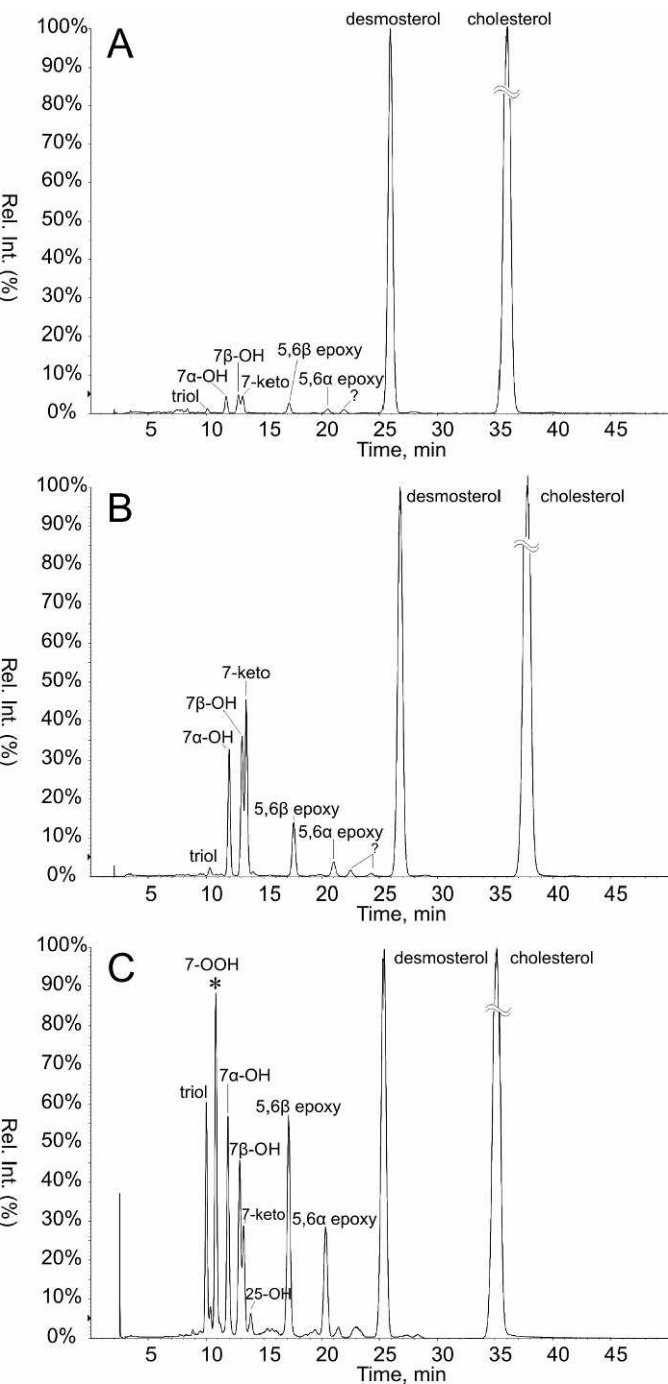 A
desmosterol cholesterol
100%
90%
80%
70%
60%
50%
40%
30%
20%
10%
0%
Rel. Int. (%)
7β-OH 5,6β epoxy
7α-OH 7-keto 5,6α epoxy
triol ?
5 10 15 20 25 30 35 40 45
Time, min
B
desmosterol cholesterol
100%
90%
80%
70%
60%
50%
40%
30%
20%
10%
0%
Rel. Int. (%)
7-keto
7β-OH
7α-OH
5,6β epoxy
5,6α epoxy
triol ?
5 10 15 20 25 30 35 40 45
Time, min
C
desmosterol cholesterol
100%
90%
80%
70%
60%
50%
40%
30%
20%
10%
0%
Rel. Int. (%)
7-OOH
*
7α-OH
triol
5,6β epoxy
7β-OH
7-keto 5,6α epoxy
25-OH
5 10 15 20 25 30 35 40 45
Time, min